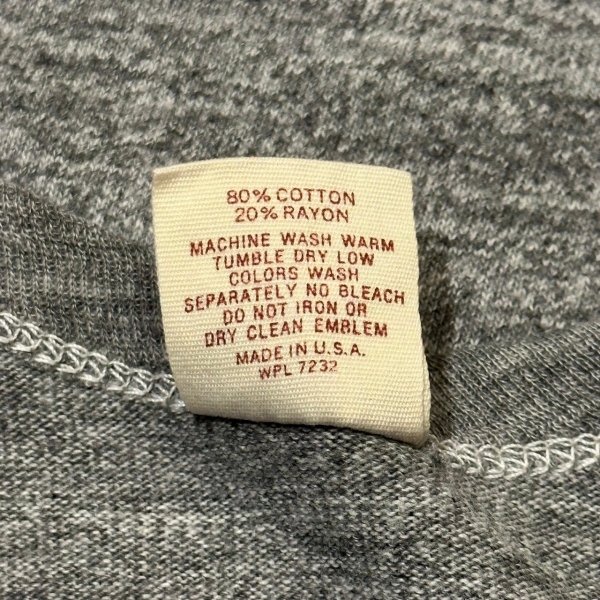 80% COTTON
20% RAYON
MACHINE WASH WARM
TUMBLE DRY LOW
COLORS WASH
SEPARATELY NO BLEACH
DO NOT IRON OR
DRY CLEAN EMBLEM
MADE IN U.S.A.
WPL 7232